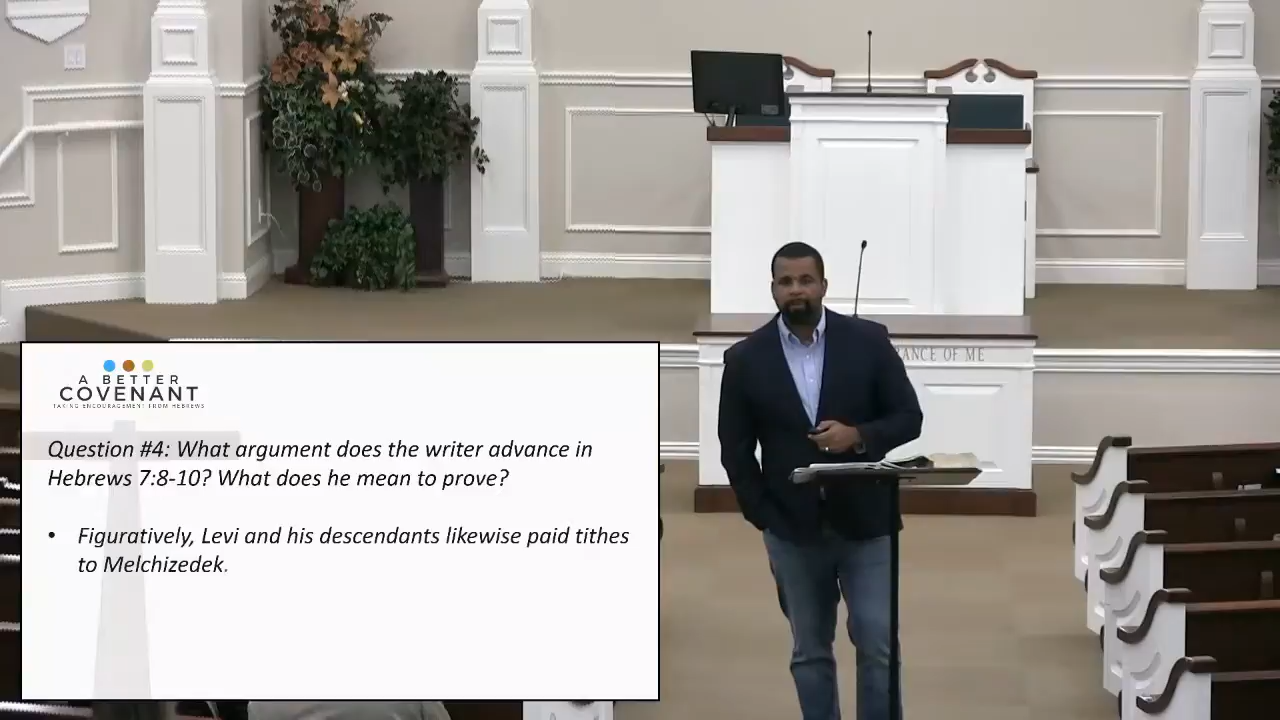 A BETTER
COVENANT
TAKING ENCOURAGEMENT FROM HEBREWS
Question #4: What argument does the writer advance in
Hebrews 7:8-10? What does he mean to prove?
• Figuratively, Levi and his descendants likewise paid tithes
to Melchizedek.
OF ME